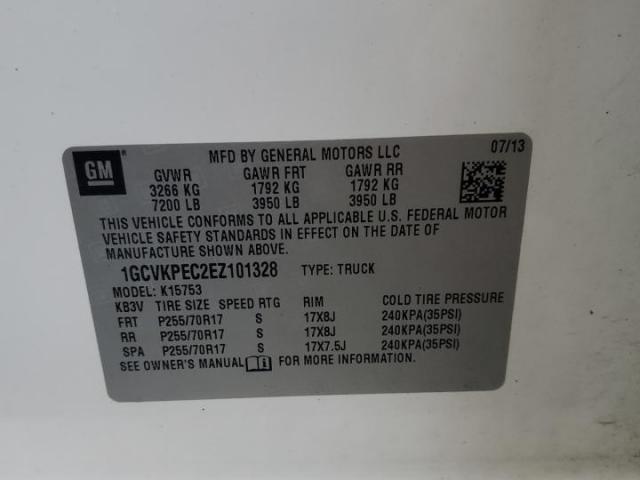 GM
MFD BY GENERAL MOTORS LLC 07/13
GVWR GAWR FRT GAWR RR
3266 KG 1792 KG 1792 KG
7200 LB 3950 LB 3950 LB
THIS VEHICLE CONFORMS TO ALL APPLICABLE U.S. FEDERAL MOTOR
VEHICLE SAFETY STANDARDS IN EFFECT ON THE DATE OF
MANUFACTURE SHOWN ABOVE.
1GCVKPEC2EZ101328 TYPE: TRUCK
MODEL: K15753
KB3V TIRE SIZE SPEED RTG RIM COLD TIRE PRESSURE
FRT P255/70R17 S 17X8J 240KPA(35PSI)
RR P255/70R17 S 17X8J 240KPA(35PSI)
SPA P255/70R17 S 17X7.5J 240KPA(35PSI)
SEE OWNER'S MANUAL FOR MORE INFORMATION.